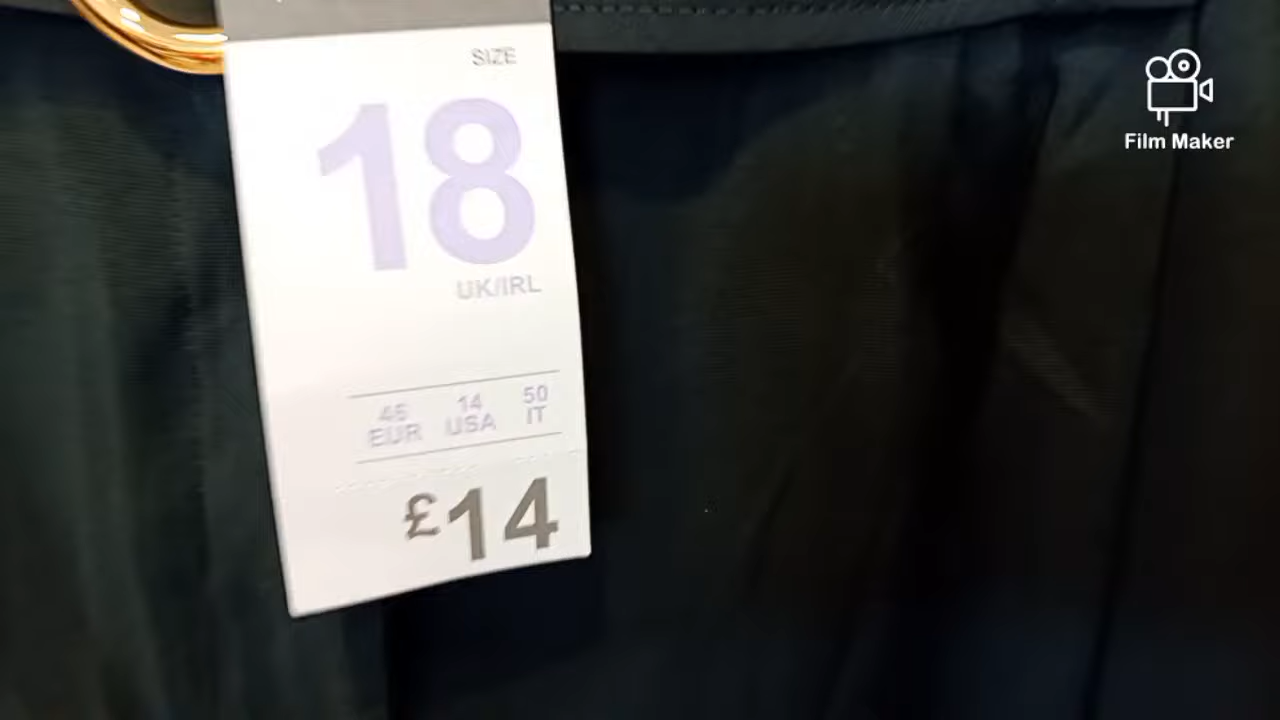 SIZE
18
UK/IRL
46 14 50
EUR USA IT
£14
Film Maker